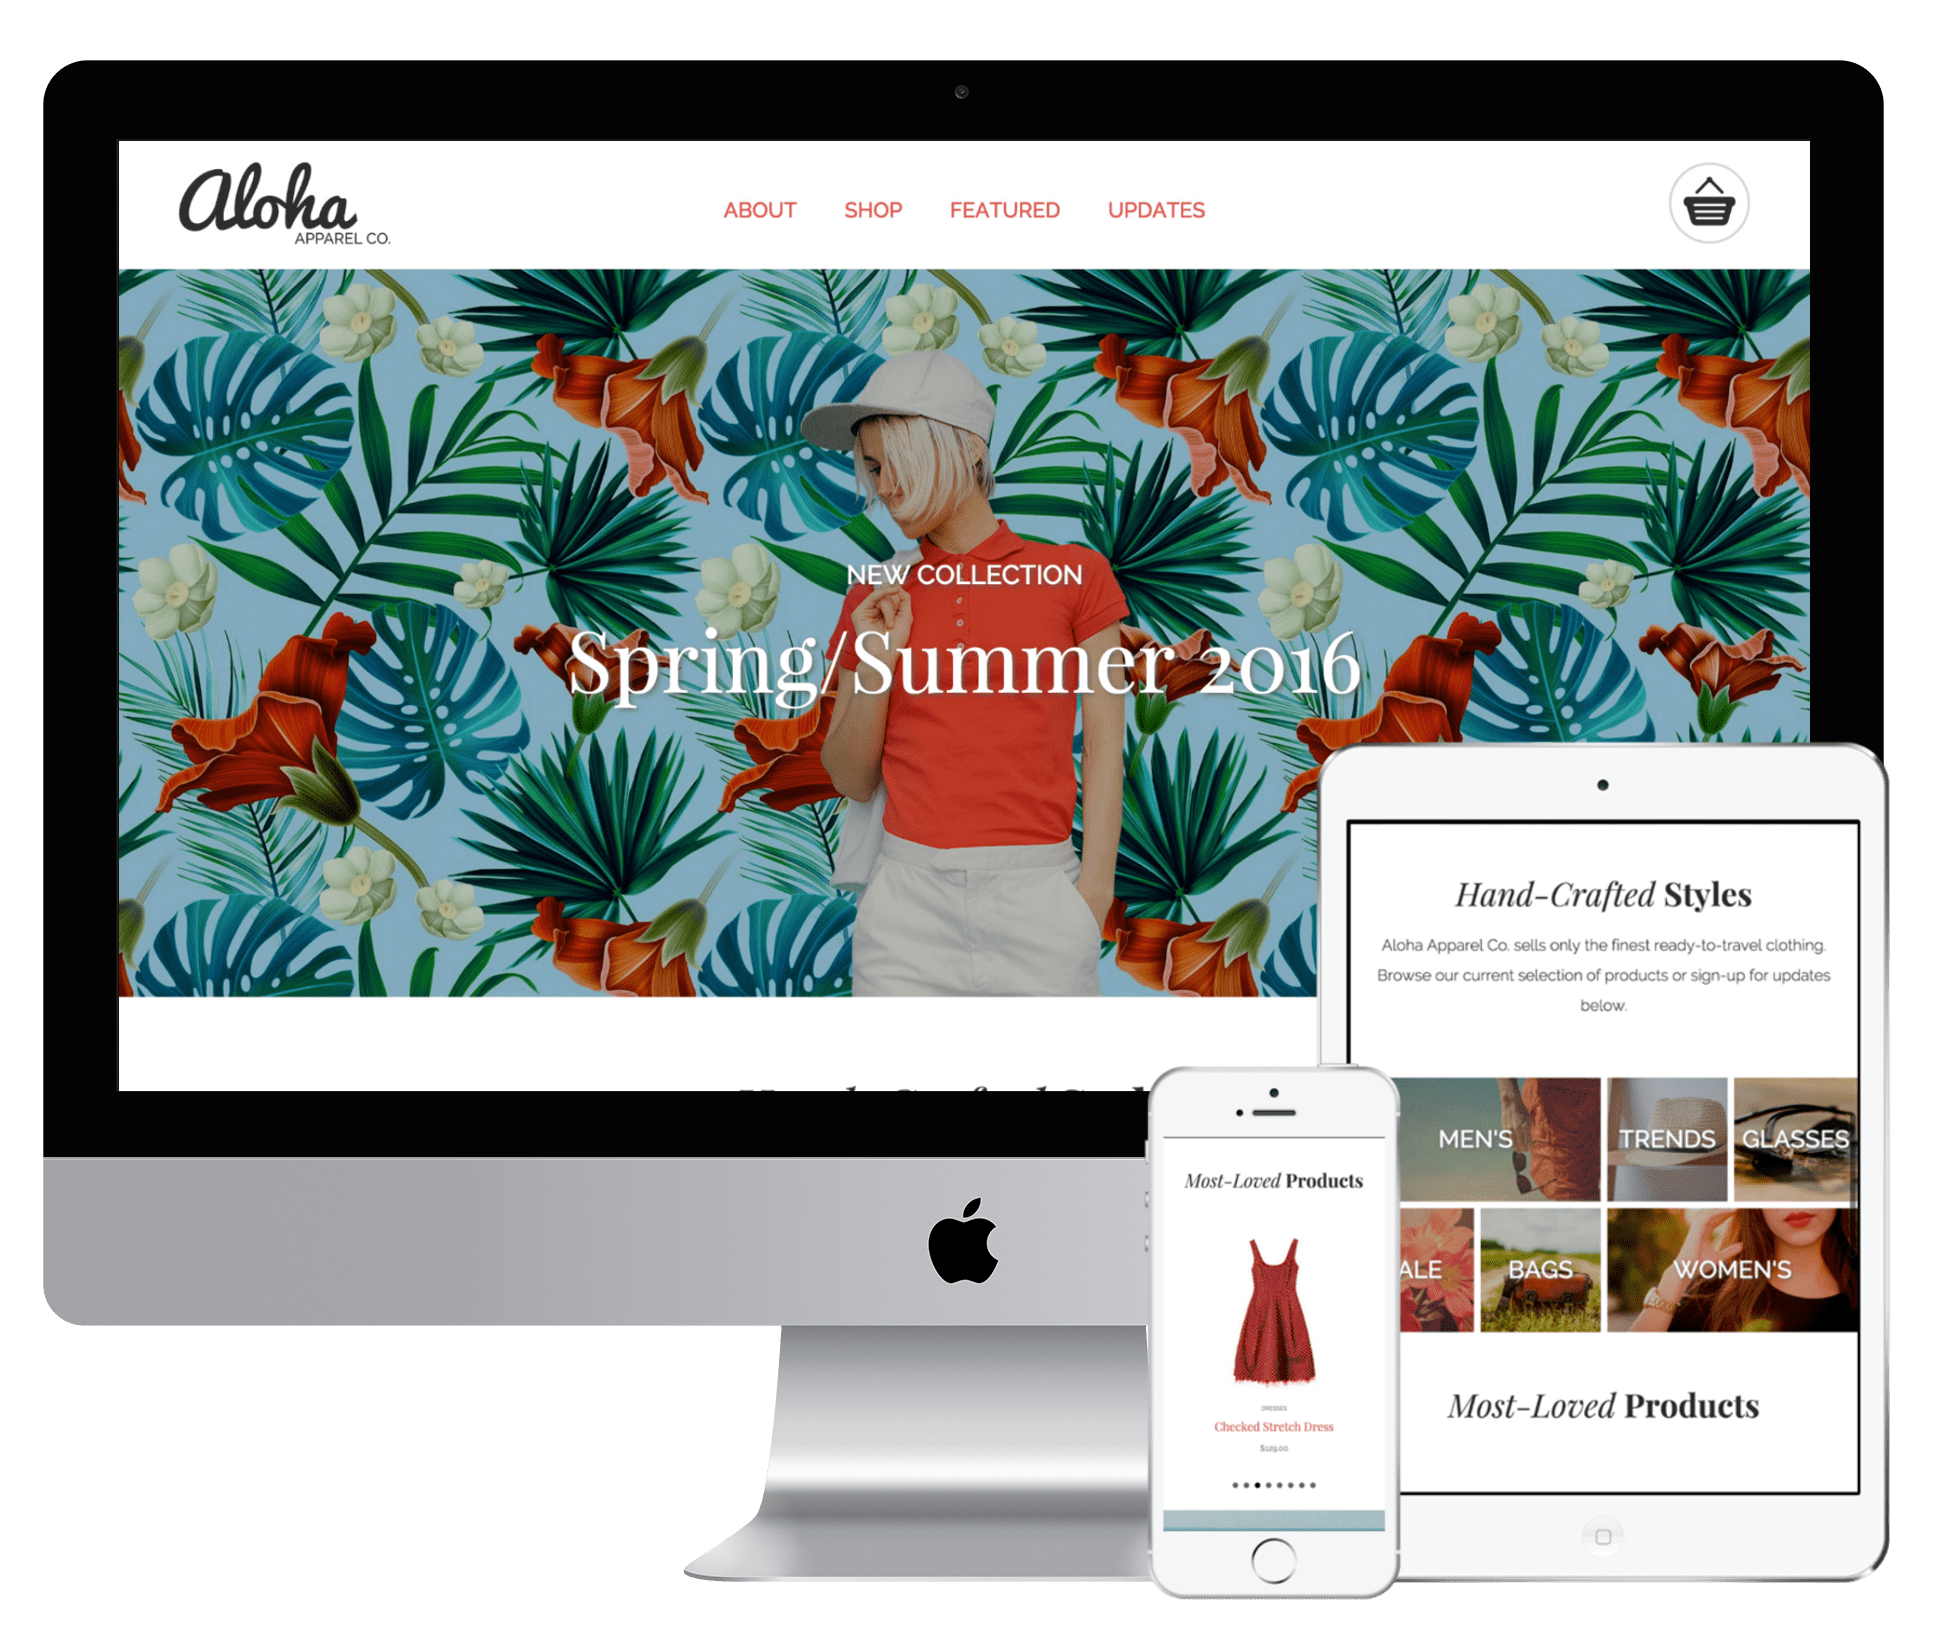 Aloha
APPAREL CO.
ABOUT SHOP FEATURED UPDATES
NEW COLLECTION
Spring/Summer 2016
Hand-Crafted Styles
Aloha Apparel Co. sells only the finest ready-to-travel clothing.
Browse our current selection of products or sign-up for updates
below.
MEN'S TRENDS GLASSES
ALE BAGS WOMEN'S
Most-Loved Products
Most-Loved Products
DRESSES
Checked Stretch Dress
$129.00